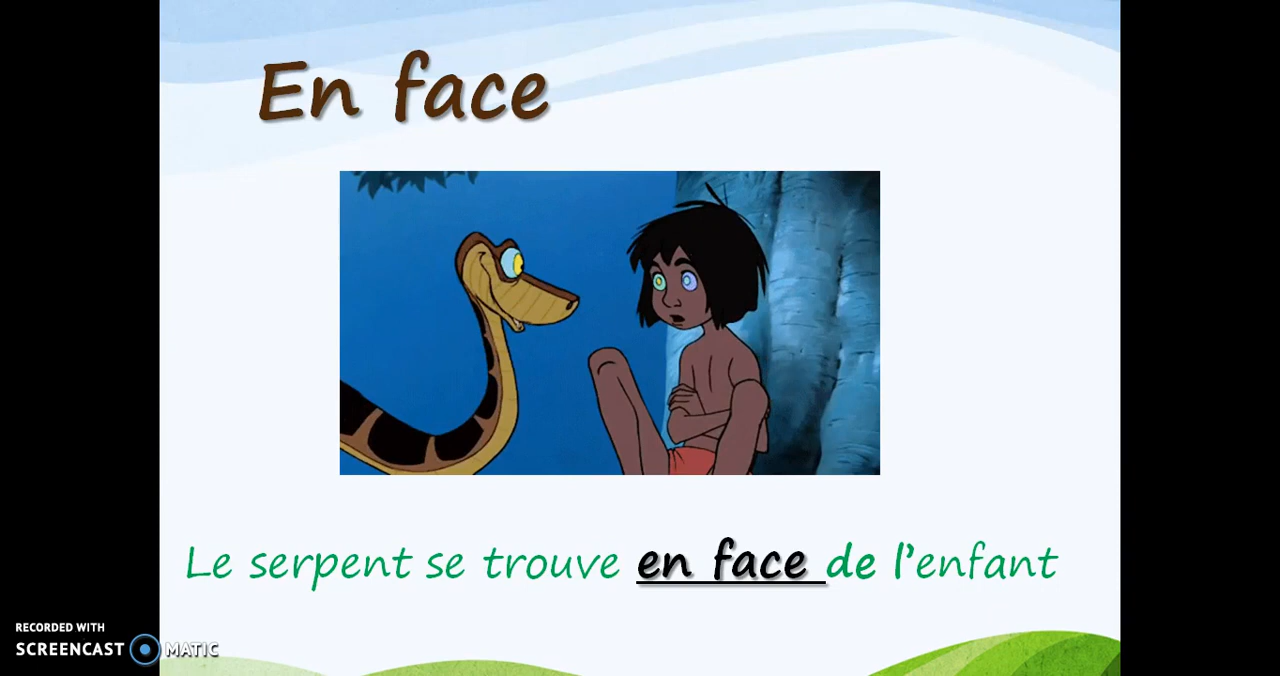 En face
Le serpent se trouve en face de l'enfant
RECORDED WITH
SCREENCAST MATIC